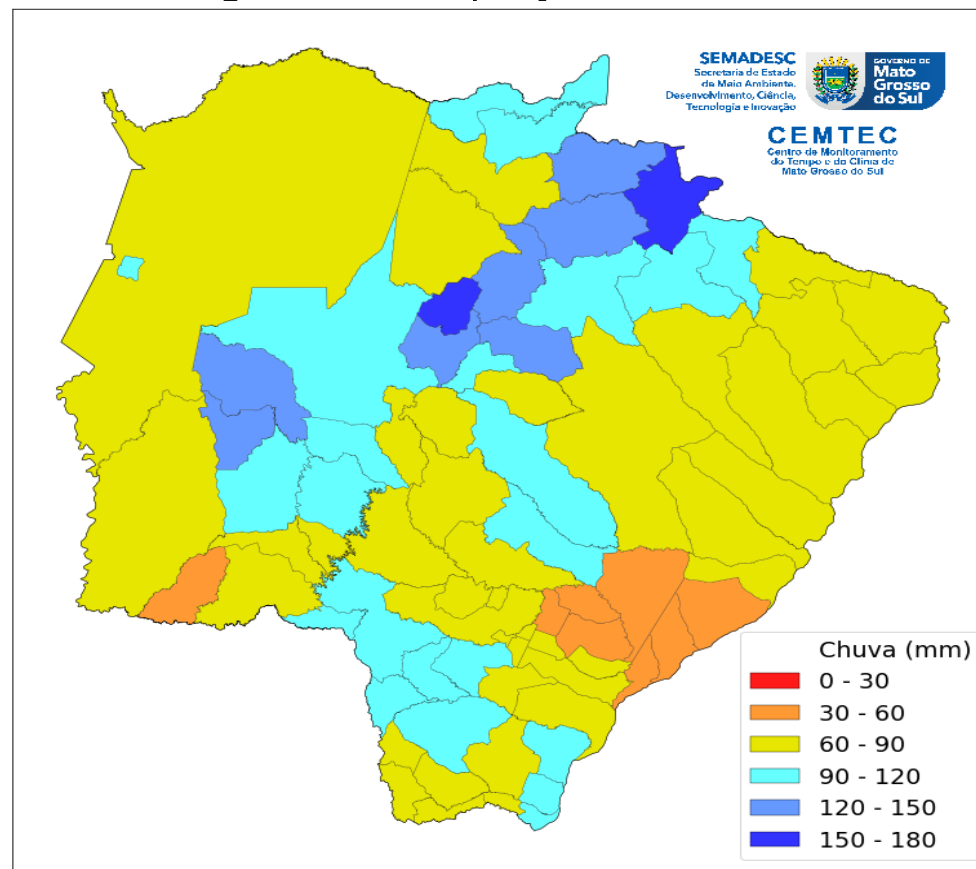 SEMADESC
Secretaria de Estado
de Meio Ambiente,
Desenvolvimento, Ciência,
Tecnologia e Inovação
GOVERNO DE
Mato
Grosso
do Sul
CEMTEC
Centro de Monitoramento
do Tempo e do Clima de
Mato Grosso do Sul
Chuva (mm)
0 - 30
30 - 60
60 - 90
90 - 120
120 - 150
150 - 180